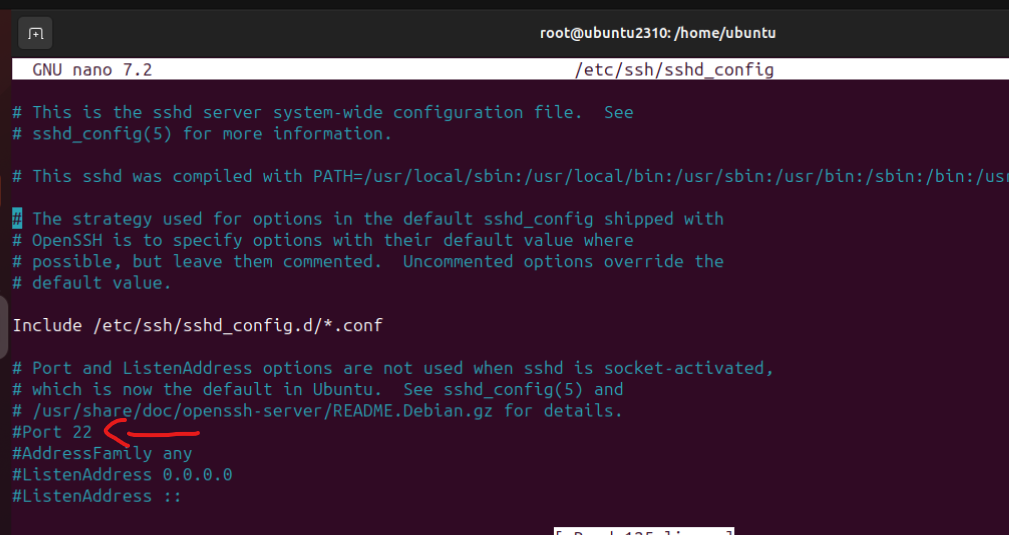 root@ubuntu2310: /home/ubuntu
GNU nano 7.2 /etc/ssh/sshd_config
# This is the sshd server system-wide configuration file.  See
# sshd_config(5) for more information.
# This sshd was compiled with PATH=/usr/local/sbin:/usr/local/bin:/usr/sbin:/usr/bin:/sbin:/bin:/usr
# The strategy used for options in the default sshd_config shipped with
# OpenSSH is to specify options with their default value where
# possible, but leave them commented.  Uncommented options override the
# default value.
Include /etc/ssh/sshd_config.d/*.conf
# Port and ListenAddress options are not used when sshd is socket-activated,
# which is now the default in Ubuntu.  See sshd_config(5) and
# /usr/share/doc/openssh-server/README.Debian.gz for details.
#Port 22
#AddressFamily any
#ListenAddress 0.0.0.0
#ListenAddress ::